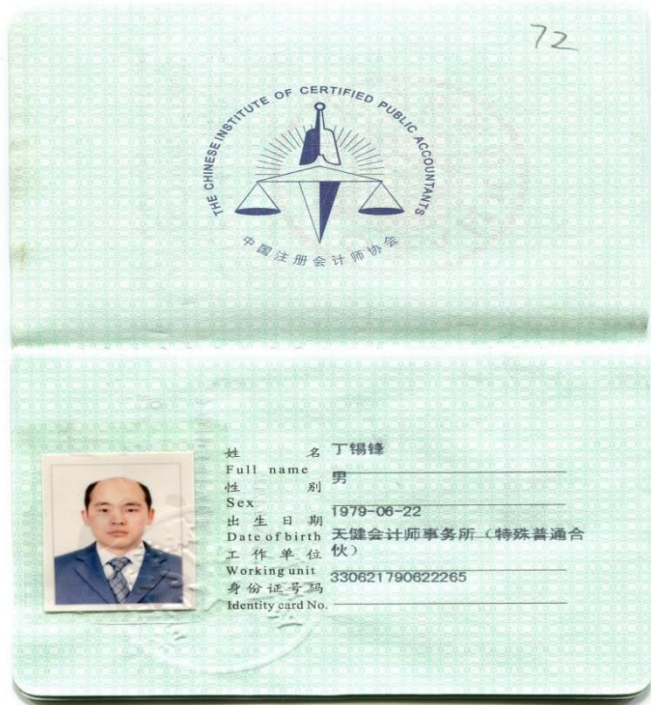 72
THE CHINESE INSTITUTE OF CERTIFIED PUBLIC ACCOUNTANTS
中国注册会计师协会
姓 名 丁锡锋
Full name
性 别 男
Sex
出生日期 1979-06-22
Date of birth
工作单位 天健会计师事务所（特殊普通合
伙）
Working unit
身份证号码 330621790622265
Identity card No.